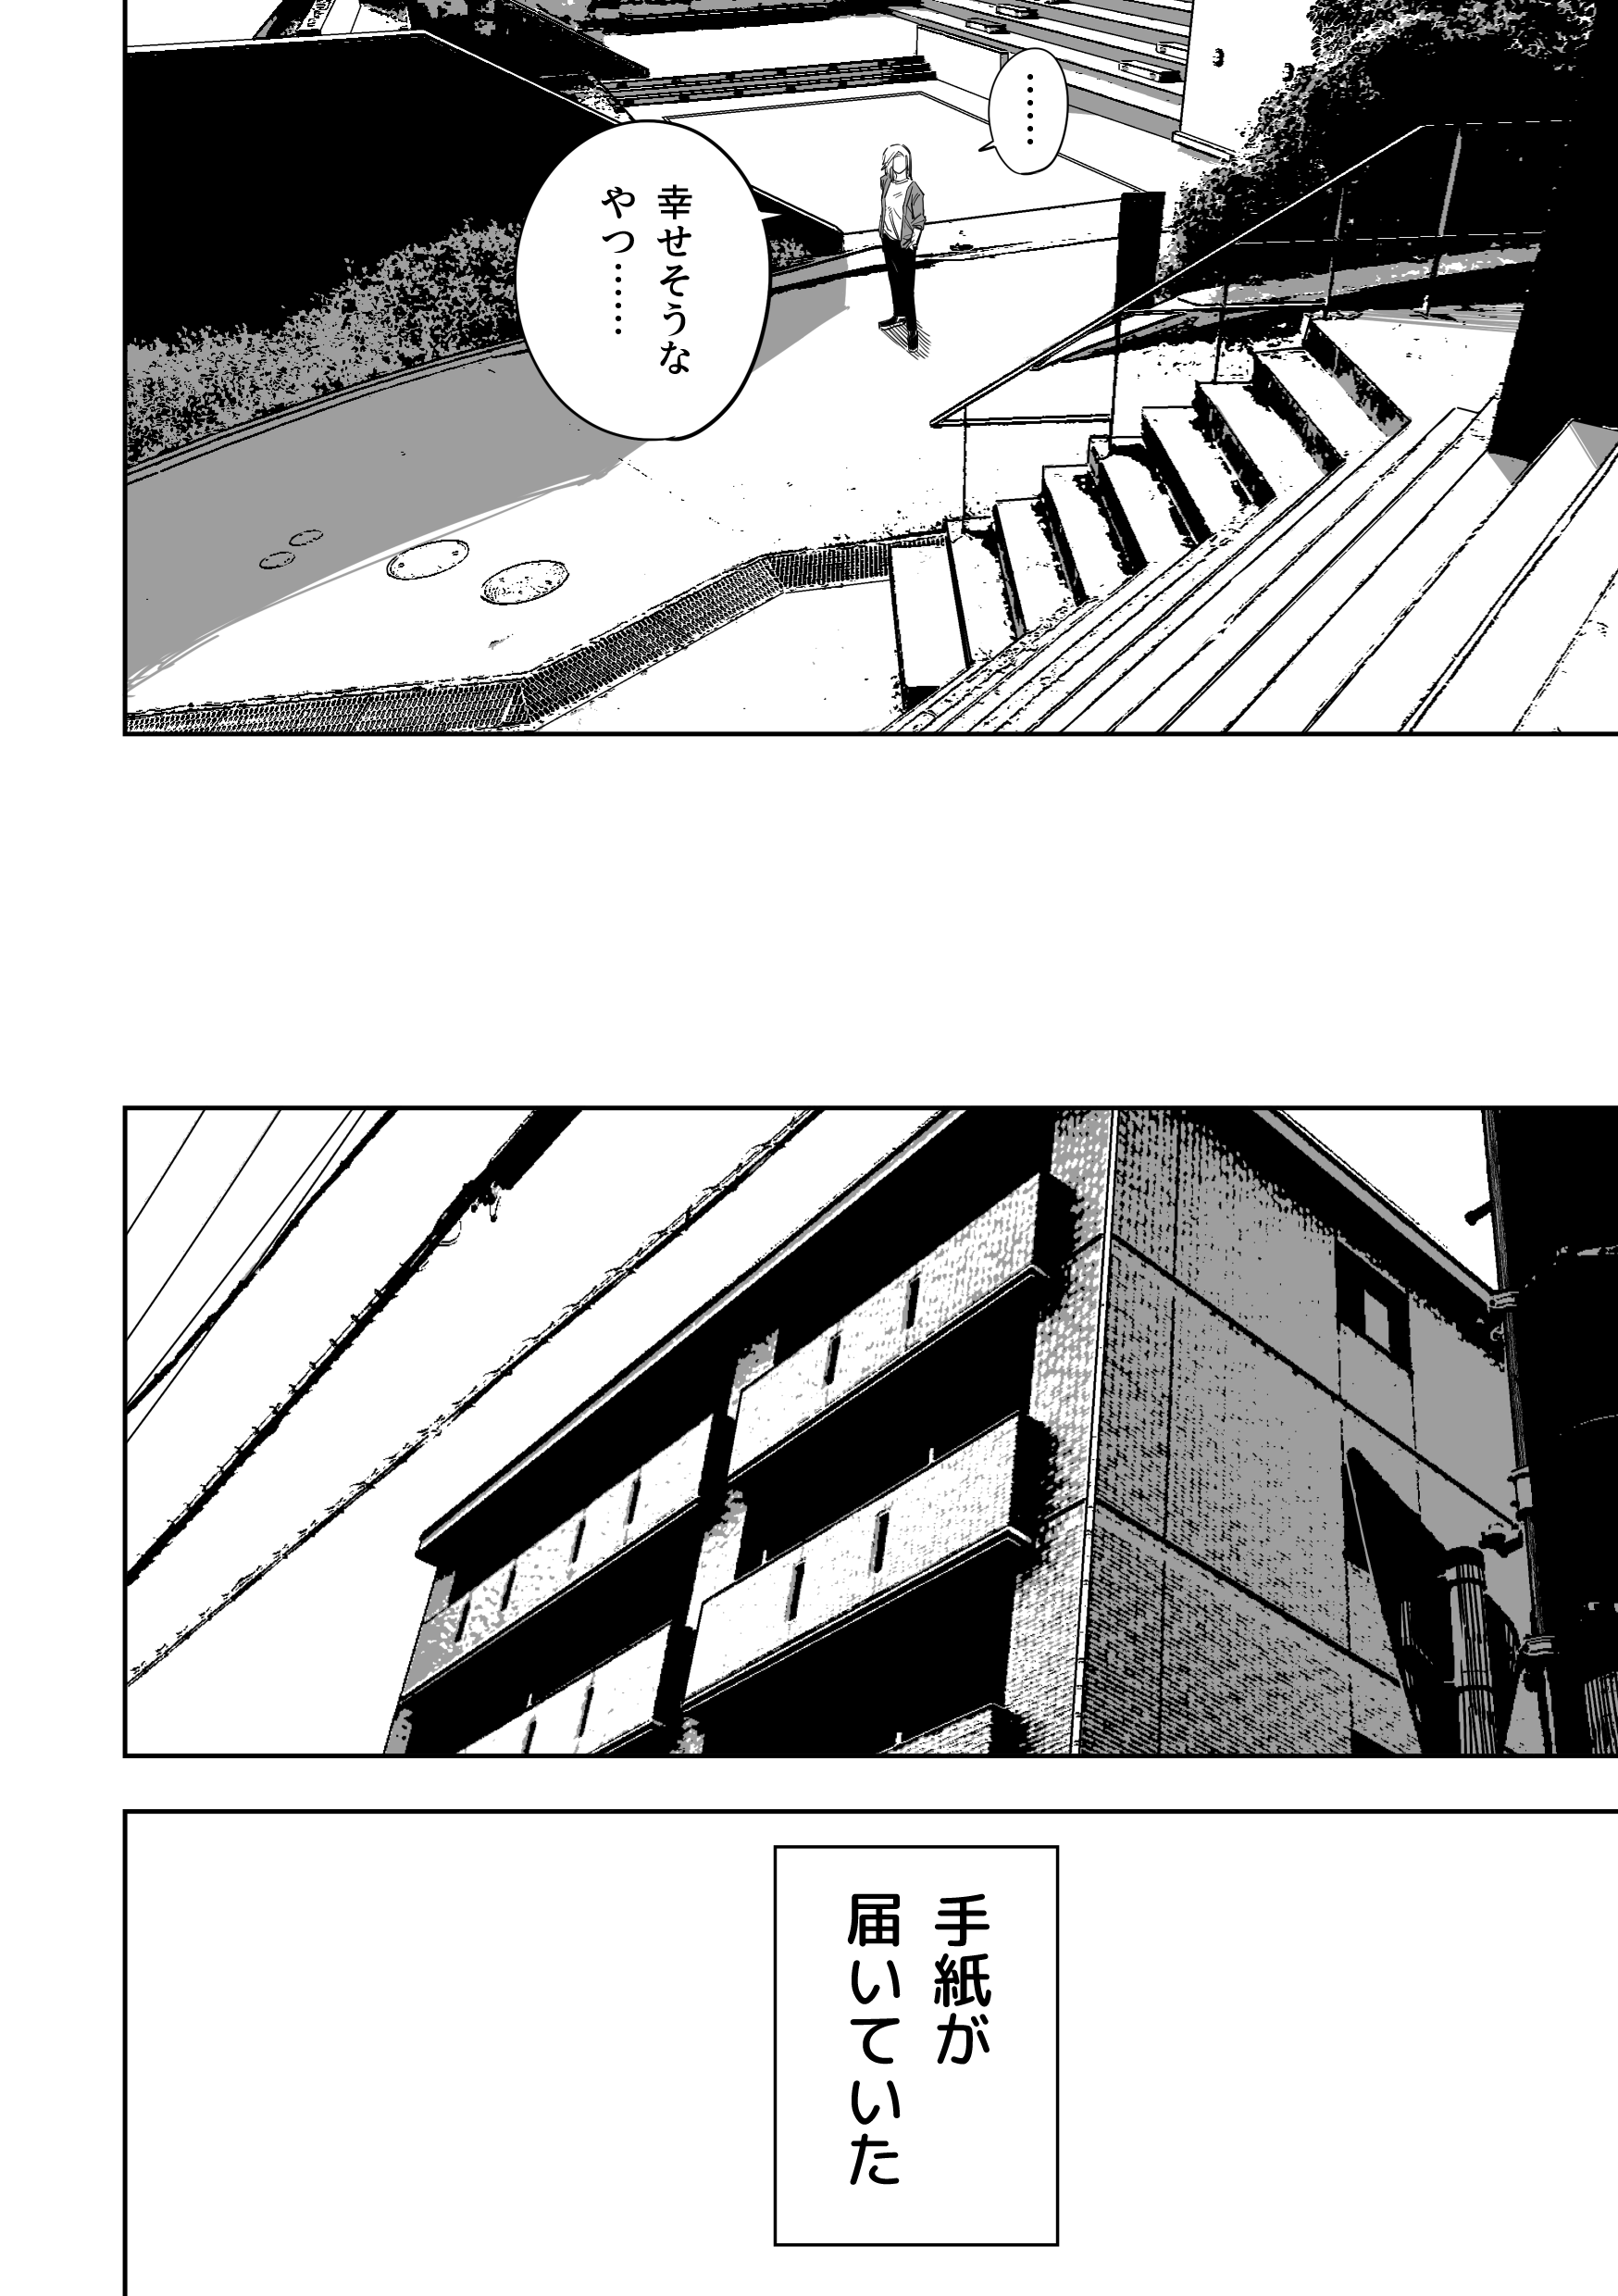 ……
幸せそうな
やつ……
手紙が
届いていた